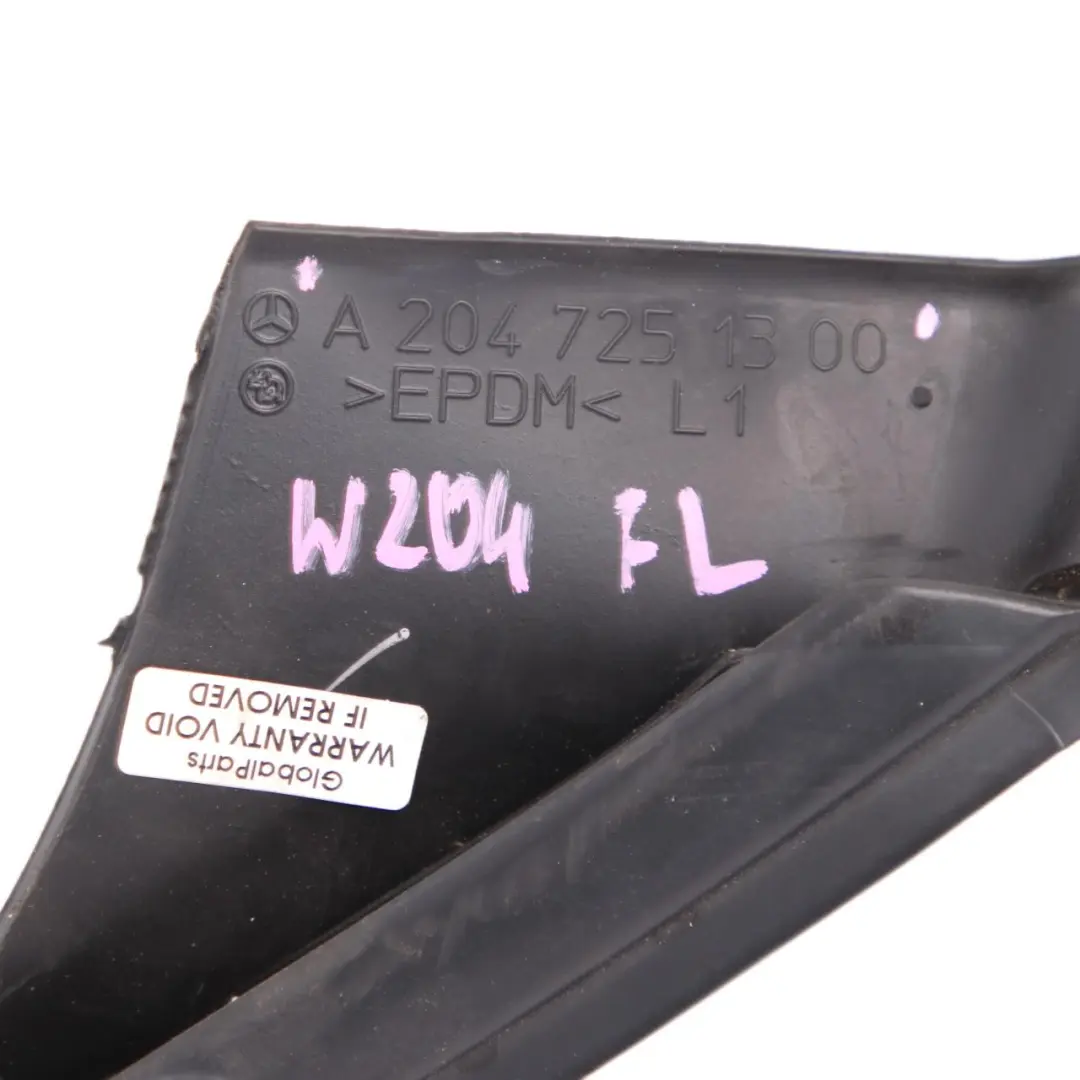 A 204 725 13 00
>EPDM< L1
W204 FL
GlobalParts
WARRANTY VOID
IF REMOVED